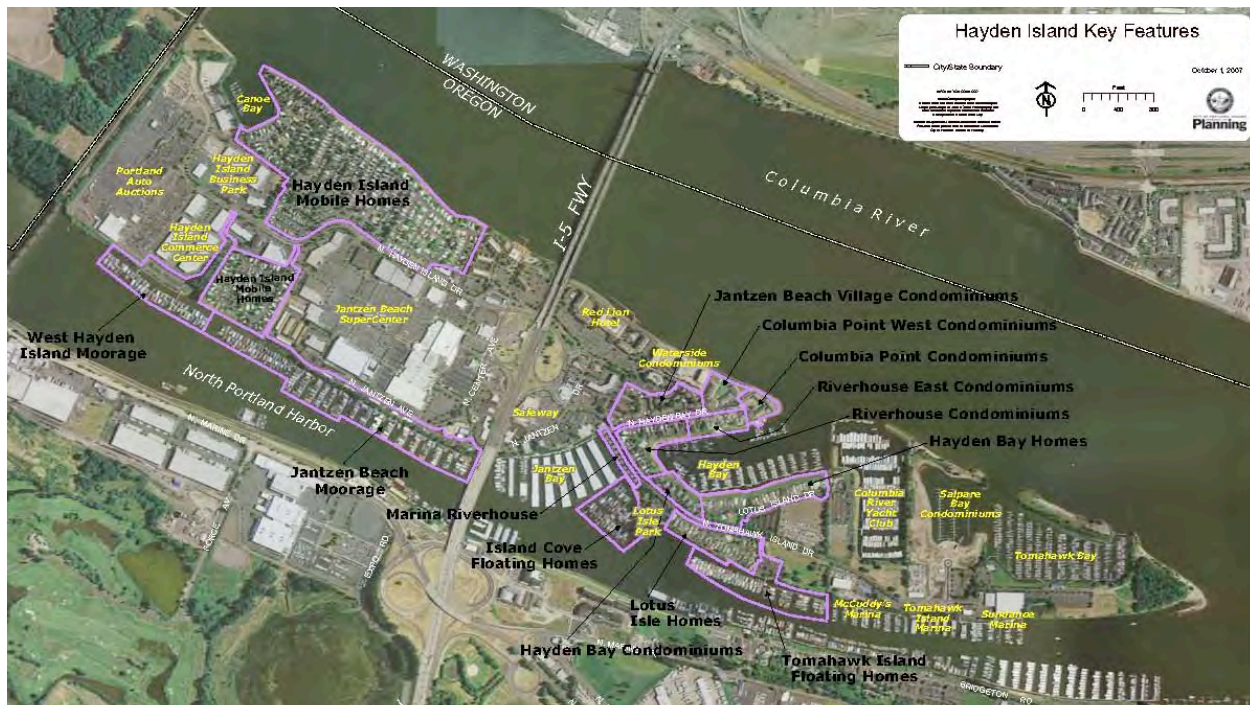 Hayden Island Key Features
City/State Boundary
October 1, 2007
Feet
0
400
800
N
Planning
WASHINGTON
OREGON
Columbia River
I-5 FWY
Canoe
Bay
Portland
Auto
Auctions
Hayden
Island
Business
Park
Hayden Island
Mobile Homes
Hayden
Island
Commerce
Center
Hayden Island
Mobile
Homes
N. HAYDEN ISLAND DR
Jantzen Beach
SuperCenter
West Hayden
Island Moorage
North Portland
Harbor
N. MARINE DR
N. JANTZEN AVE
N. CENTER AVE
Jantzen Beach
Moorage
Red Lion
Hotel
Waterside
Condominiums
Safeway
N. JANTZEN
DR
Jantzen
Bay
Jantzen Beach Village Condominiums
Columbia Point West Condominiums
Columbia Point Condominiums
Riverhouse East Condominiums
Riverhouse Condominiums
Hayden Bay Homes
N. HAYDEN BAY DR
Hayden
Bay
LOTUS ISLAND DR
N. TOMAHAWK ISLAND DR
Marina Riverhouse
Lotus
Isle
Park
Island Cove
Floating Homes
Lotus
Isle Homes
Hayden Bay Condominiums
Tomahawk Island
Floating Homes
Columbia
River
Yacht
Club
Salpare
Bay
Condominiums
Tomahawk Bay
McCuddy's
Marina
Tomahawk
Island
Marina
Sundance
Marina
EXPO RD
BRIDGETON RD